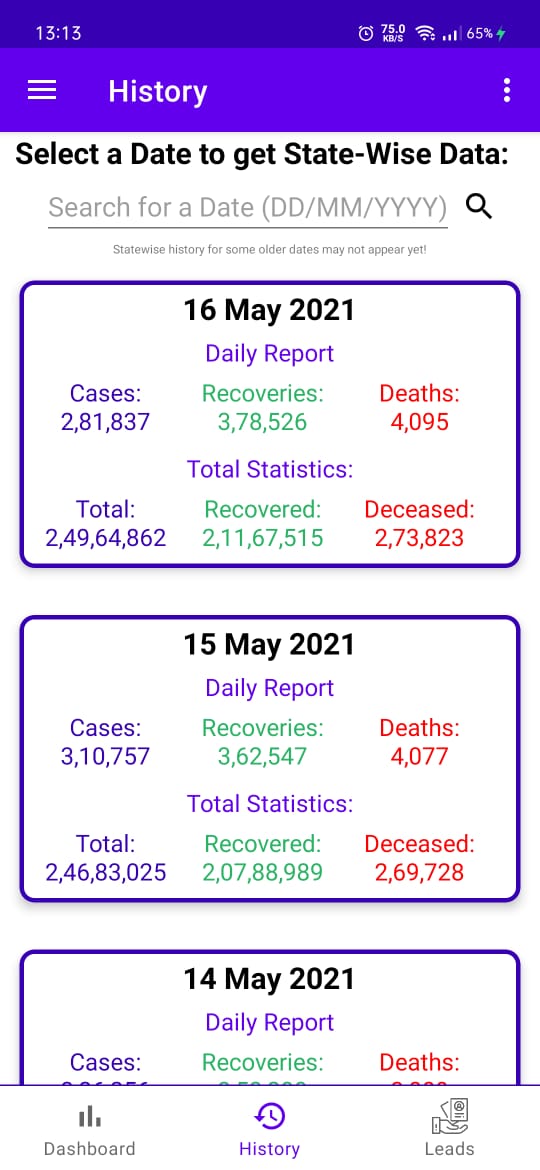 13:13 75.0 KB/S 65%
History
Select a Date to get State-Wise Data:
Search for a Date (DD/MM/YYYY)
Statewise history for some older dates may not appear yet!
16 May 2021
Daily Report
Cases: Recoveries: Deaths:
2,81,837 3,78,526 4,095
Total Statistics:
Total: Recovered: Deceased:
2,49,64,862 2,11,67,515 2,73,823
15 May 2021
Daily Report
Cases: Recoveries: Deaths:
3,10,757 3,62,547 4,077
Total Statistics:
Total: Recovered: Deceased:
2,46,83,025 2,07,88,989 2,69,728
14 May 2021
Daily Report
Cases: Recoveries: Deaths:
Dashboard History Leads